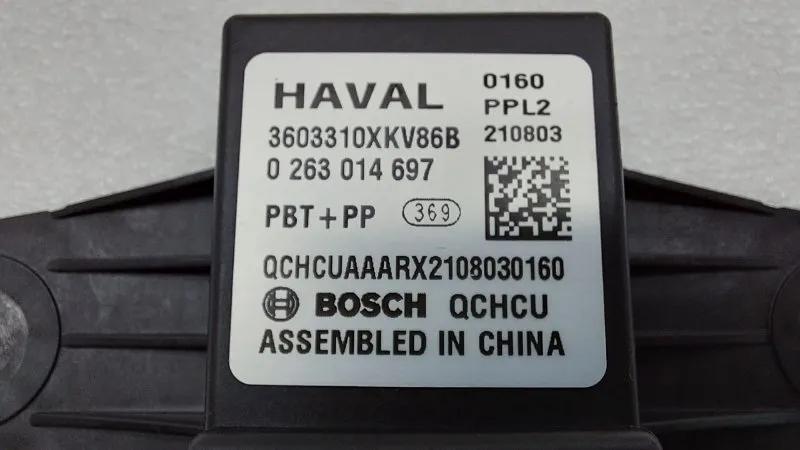 HAVAL
0160
PPL2
3603310XKV86B
210803
0 263 014 697
PBT+PP
369
QCHCUAAARX2108030160
BOSCH QCHCU
ASSEMBLED IN CHINA